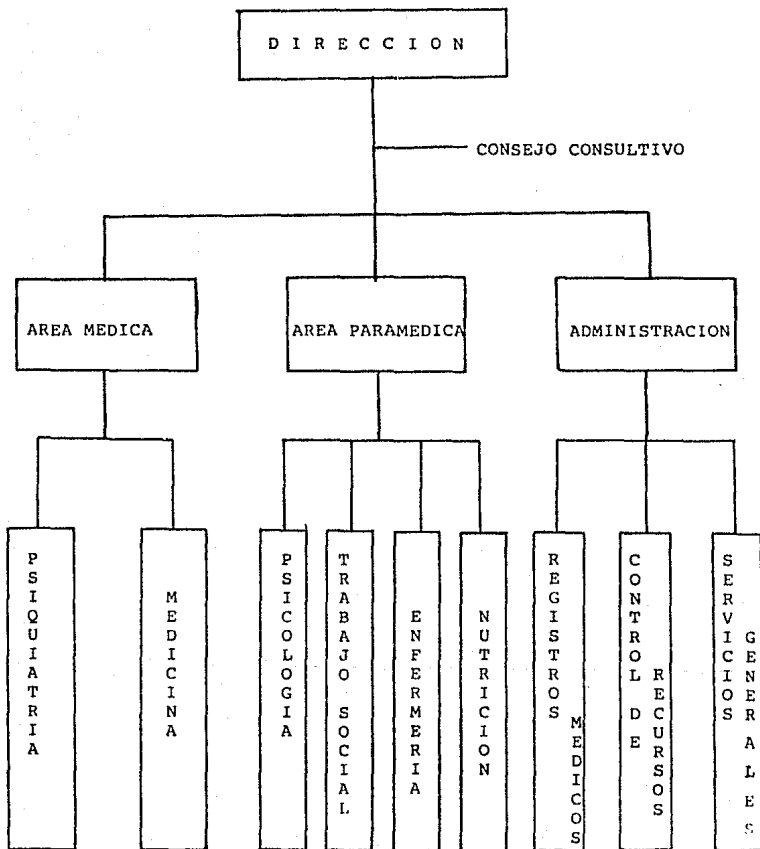 D I R E C C I O N
CONSEJO CONSULTIVO
AREA MEDICA
AREA PARAMEDICA
ADMINISTRACION
PSIQUIATRIA
MEDICINA
PSICOLOGIA
TRABAJO SOCIAL
ENFERMERIA
NUTRICION
REGISTROS
MEDICOS
CONTROL DE
RECURSOS
SERVICIOS
GENERALES